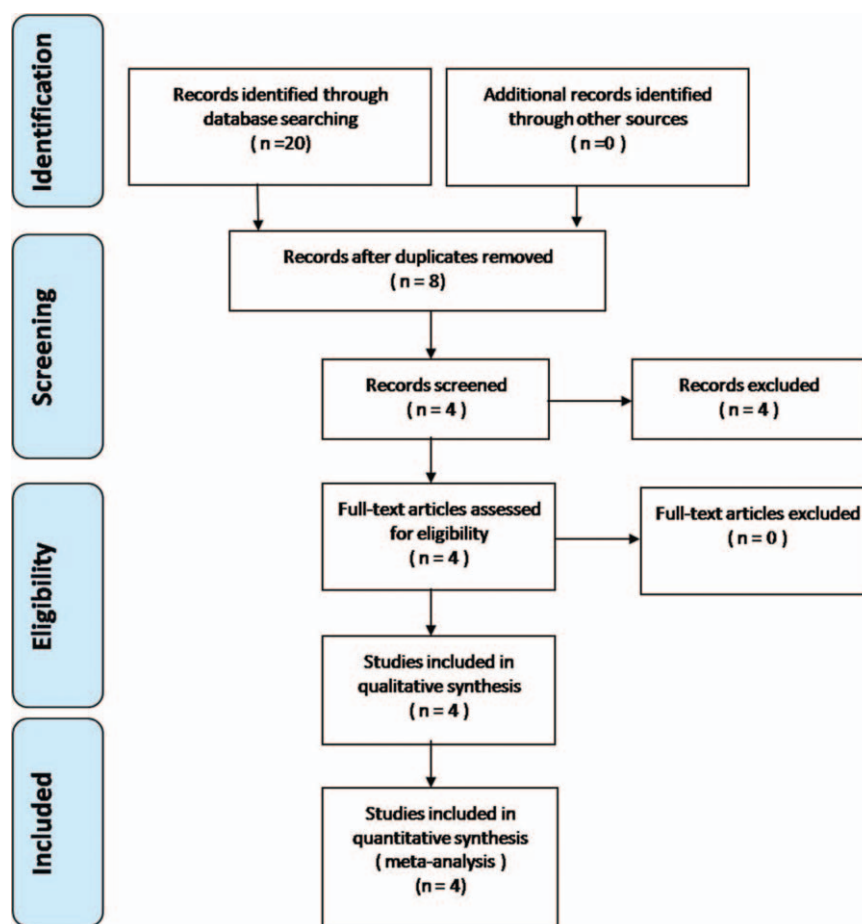 Identification
Records identified through
database searching
( n =20)
Additional records identified
through other sources
( n =0 )
Screening
Records after duplicates removed
( n = 8)
Records screened
( n = 4 )
Records excluded
( n = 4 )
Eligibility
Full-text articles assessed
for eligibility
( n = 4 )
Full-text articles excluded
( n = 0 )
Studies included in
qualitative synthesis
( n = 4 )
Included
Studies included in
quantitative synthesis
( meta-analysis )
(n = 4)